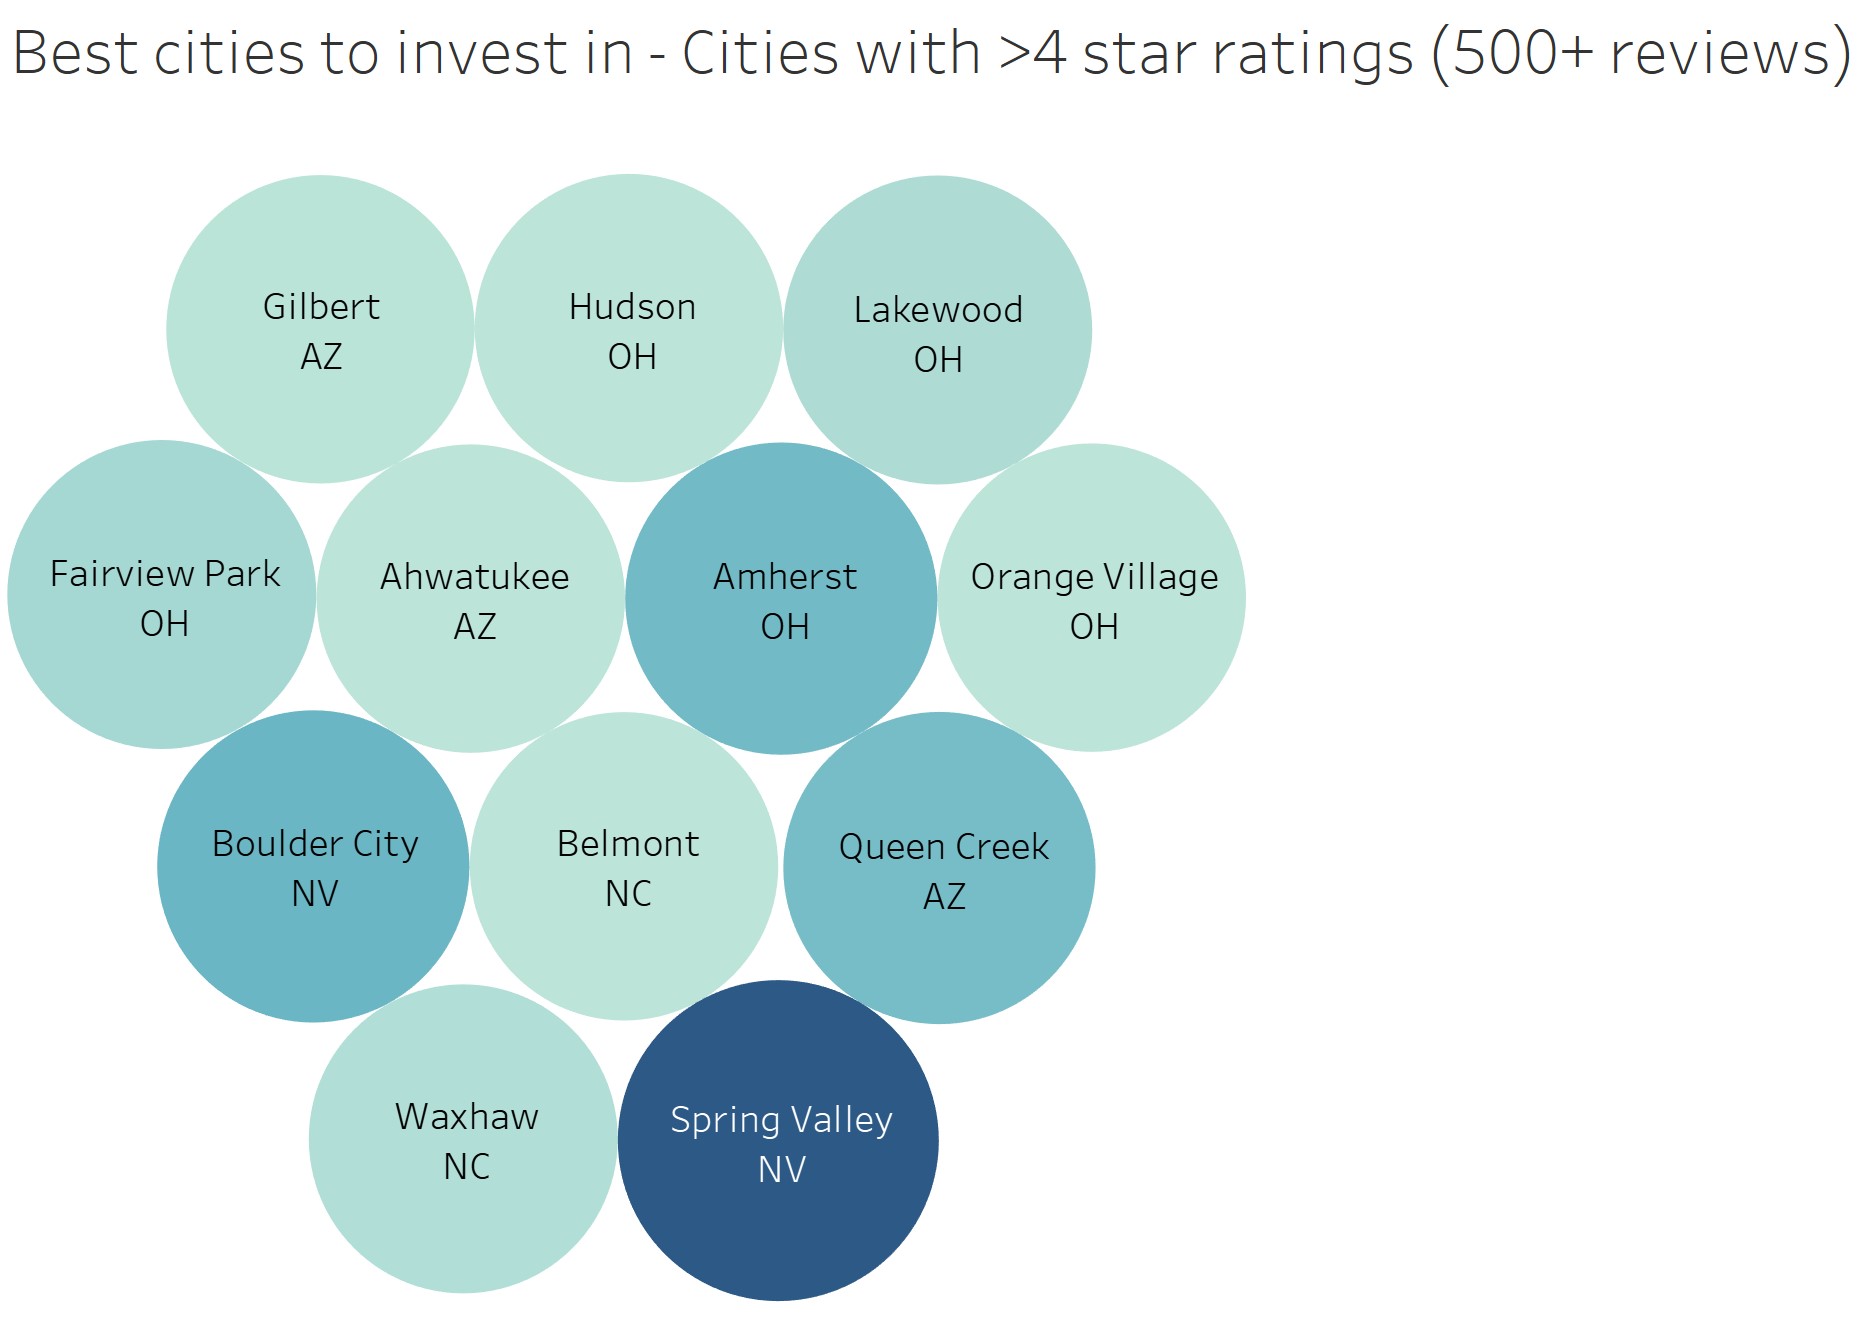 Best cities to invest in - Cities with >4 star ratings (500+ reviews)
Gilbert
AZ
Hudson
OH
Lakewood
OH
Fairview Park
OH
Ahwatukee
AZ
Amherst
OH
Orange Village
OH
Boulder City
NV
Belmont
NC
Queen Creek
AZ
Waxhaw
NC
Spring Valley
NV